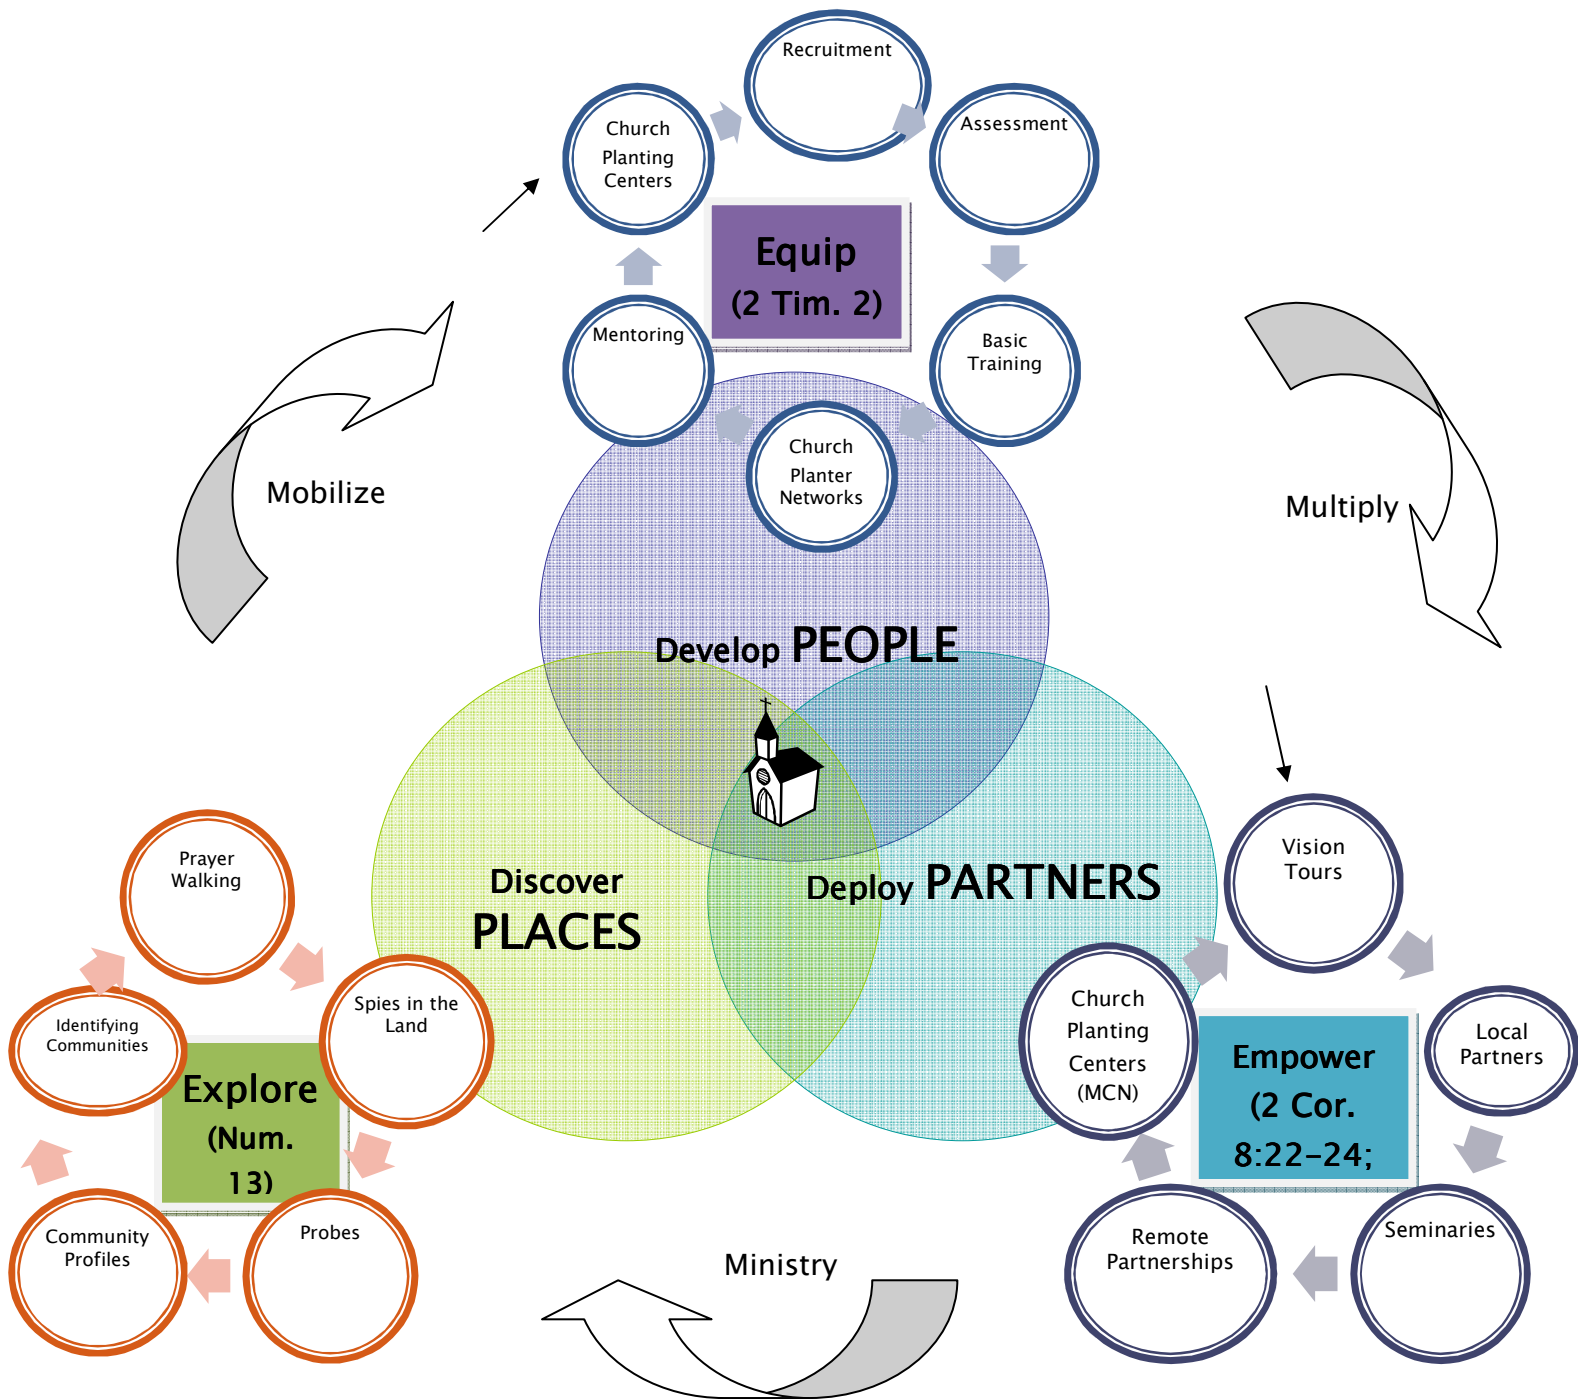 Recruitment
Church
Planting
Centers
Assessment
Equip
(2 Tim. 2)
Mentoring
Basic
Training
Church
Planter
Networks
Mobilize
Multiply
Develop PEOPLE
Discover
PLACES
Deploy PARTNERS
Prayer
Walking
Spies in the
Land
Identifying
Communities
Explore
(Num.
13)
Community
Profiles
Probes
Vision
Tours
Church
Planting
Centers
(MCN)
Local
Partners
Empower
(2 Cor.
8:22-24;
Remote
Partnerships
Seminaries
Ministry